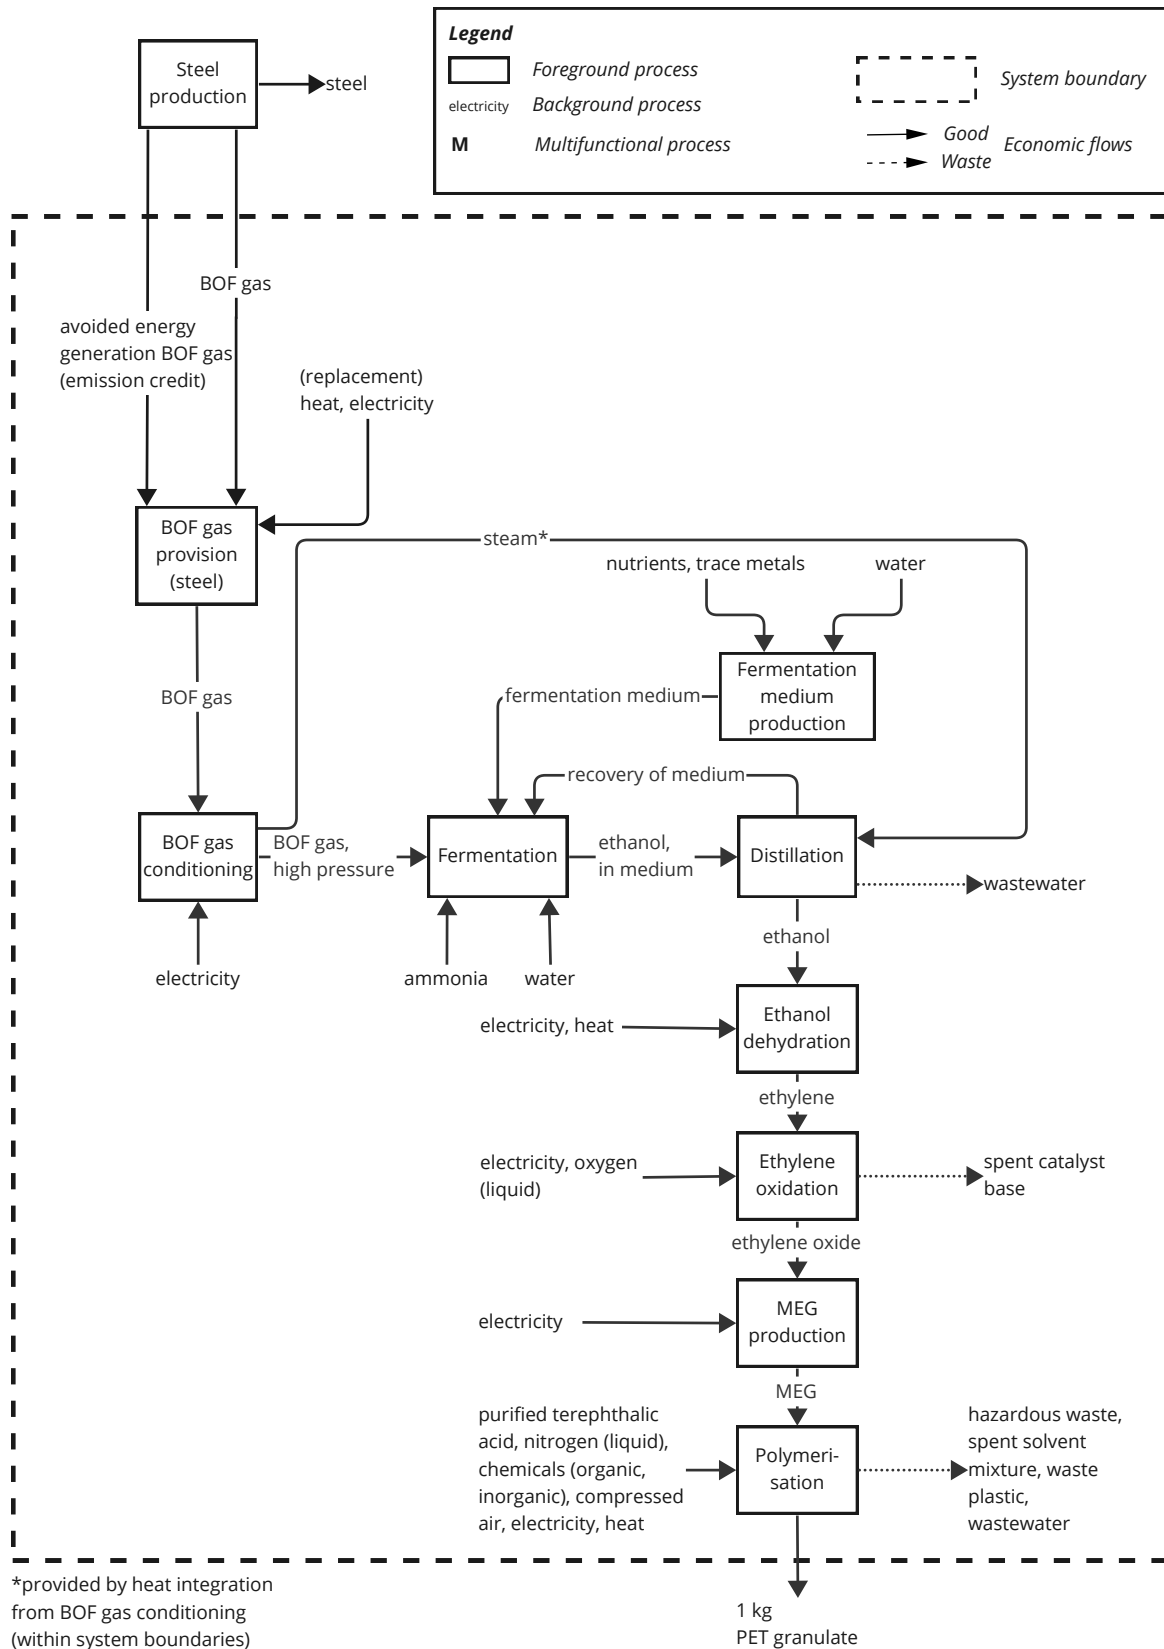 Legend
Foreground process
electricity
Background process
M
Multifunctional process
System boundary
Good
Waste
Economic flows
Steel
production
steel
BOF gas
avoided energy
generation BOF gas
(emission credit)
(replacement)
heat, electricity
BOF gas
provision
(steel)
steam*
nutrients, trace metals
water
Fermentation
medium
production
fermentation medium
BOF gas
recovery of medium
BOF gas
conditioning
BOF gas,
high pressure
Fermentation
ethanol,
in medium
Distillation
wastewater
electricity
ammonia
water
ethanol
electricity, heat
Ethanol
dehydration
ethylene
electricity, oxygen
(liquid)
Ethylene
oxidation
spent catalyst
base
ethylene oxide
electricity
MEG
production
MEG
purified terephthalic
acid, nitrogen (liquid),
chemicals (organic,
inorganic), compressed
air, electricity, heat
Polymeri-
sation
hazardous waste,
spent solvent
mixture, waste
plastic,
wastewater
*provided by heat integration
from BOF gas conditioning
(within system boundaries)
1 kg
PET granulate